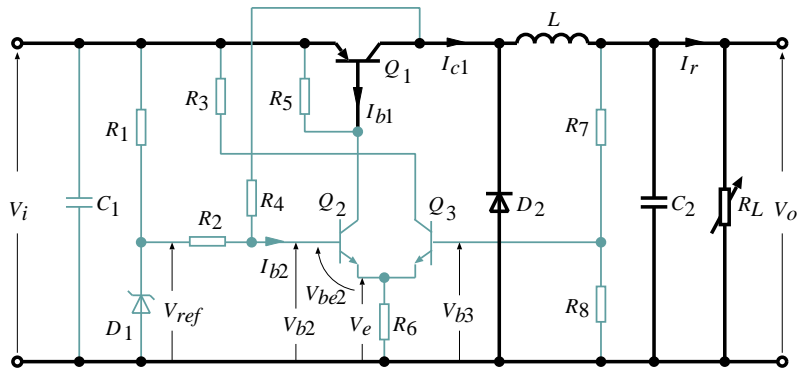 L
Q1
Ic1
Ir
R3
R5
Ib1
R1
R7
Vi
C1
R4
R2
Q2
Q3
D2
C2
RL
Vo
Ib2
Vbe2
Vref
D1
Vb2
Ve
R6
Vb3
R8